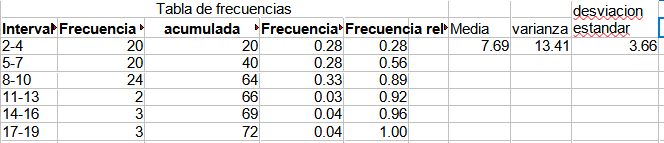 Tabla de frecuencias desviacion
Interval Frecuencia acumulada Frecuencia Frecuencia rel Media varianza estandar
2-4 20 20 0.28 0.28 7.69 13.41 3.66
5-7 20 40 0.28 0.56
8-10 24 64 0.33 0.89
11-13 2 66 0.03 0.92
14-16 3 69 0.04 0.96
17-19 3 72 0.04 1.00